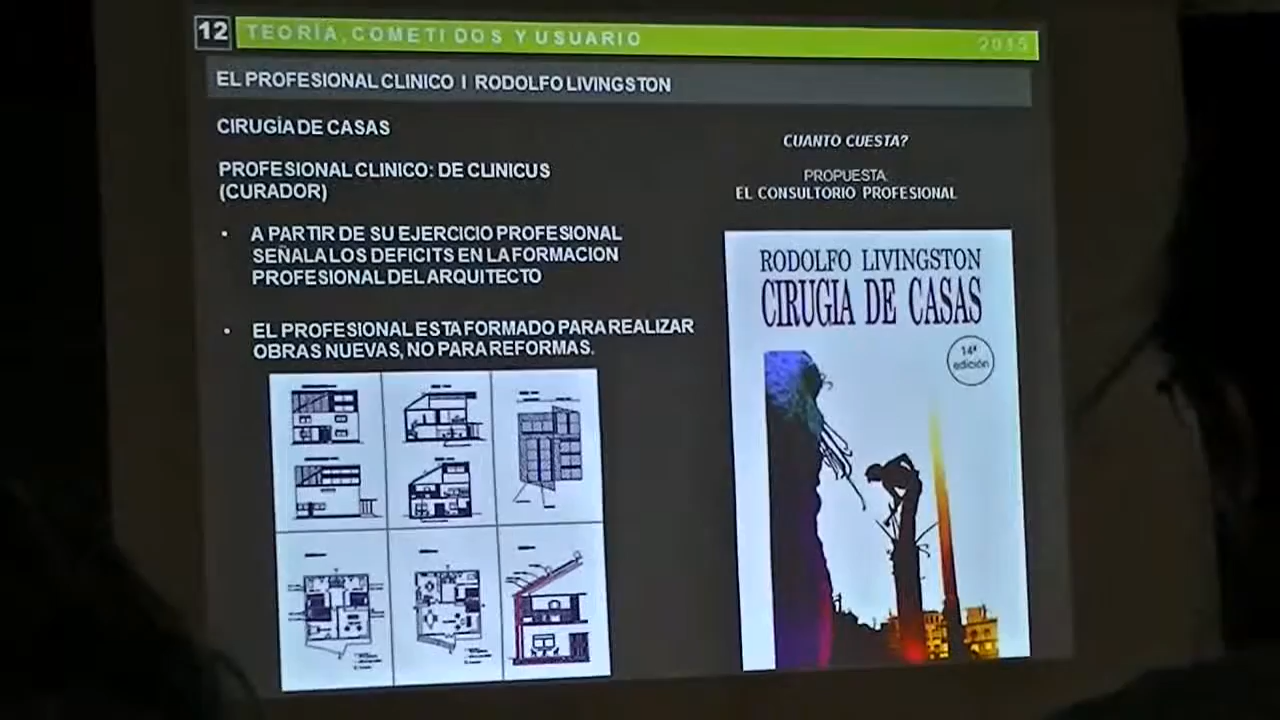 12 TEORÍA, COMETIDOS Y USUARIO 2015
EL PROFESIONAL CLINICO I RODOLFO LIVINGSTON
CIRUGÍA DE CASAS
PROFESIONAL CLINICO: DE CLINICUS
(CURADOR)
• A PARTIR DE SU EJERCICIO PROFESIONAL
SEÑALA LOS DEFICITS EN LA FORMACION
PROFESIONAL DEL ARQUITECTO
• EL PROFESIONAL ESTA FORMADO PARA REALIZAR
OBRAS NUEVAS, NO PARA REFORMAS.
CUANTO CUESTA?
PROPUESTA:
EL CONSULTORIO PROFESIONAL
RODOLFO LIVINGSTON
CIRUGIA DE CASAS
14ª
edición